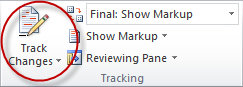 Final: Show Markup
Track
Changes
Show Markup
Reviewing Pane
Tracking